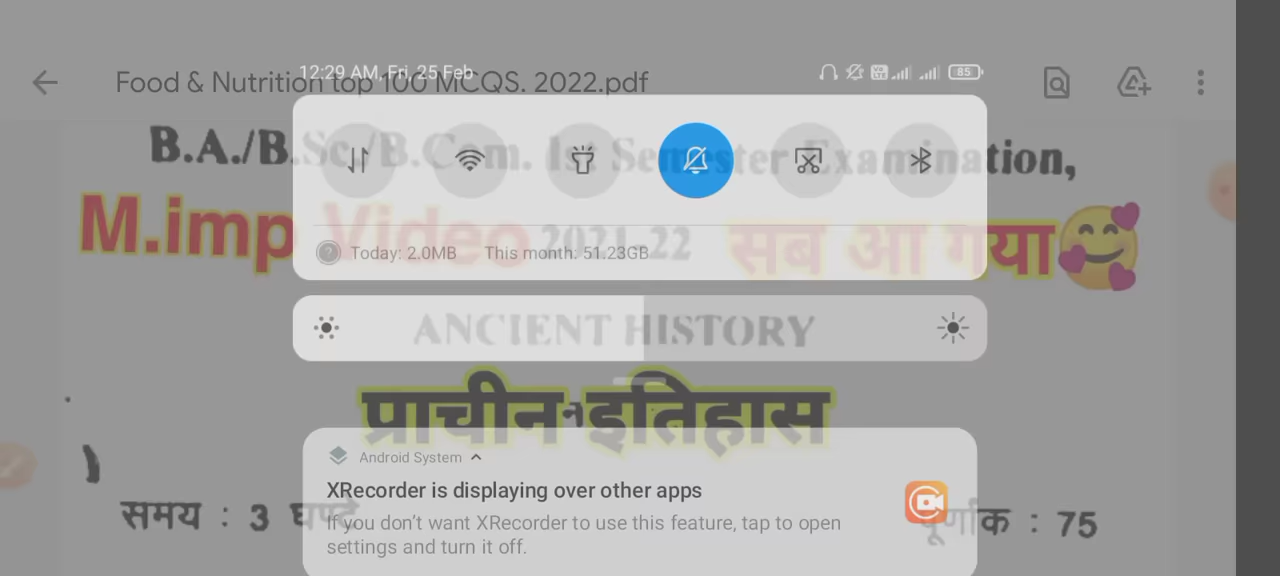 12:29 AM, Fri, 25 Feb
85
Food & Nutrition top 100 MCQS. 2022.pdf
B.A./B.Sc./B.Com. Ist Semester Examination,
M.imp Video 2021-22 सब आ गया
Today: 2.0MB This month: 51.23GB
ANCIENT HISTORY
प्राचीन इतिहास
Android System
XRecorder is displaying over other apps
समय : 3 घण्टे पूर्णांक : 75
If you don't want XRecorder to use this feature, tap to open
settings and turn it off.